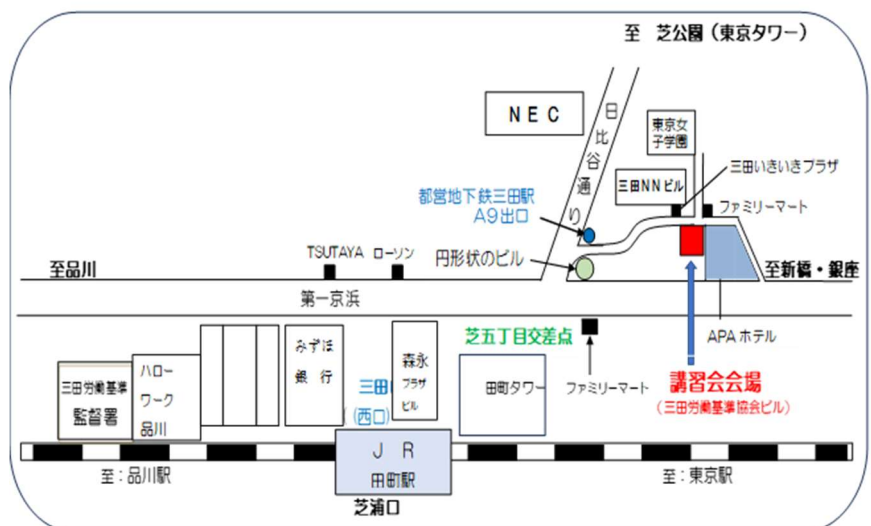 至 芝公園（東京タワー）
ＮＥＣ
日比谷通り
東京女
子学園
三田いきいきプラザ
三田NNビル
ファミリーマート
都営地下鉄三田駅
A9出口
円形状のビル
TSUTAYA
ローソン
至品川
至新橋・銀座
第一京浜
芝五丁目交差点
APAホテル
みずほ
銀 行
森永
プラザ
ビル
三田労働基準
監督署
ハロー
ワーク
品川
三田
(西口)
田町タワー
ファミリーマート
講習会会場
（三田労働基準協会ビル）
ＪＲ
田町駅
至：品川駅
至：東京駅
芝浦口